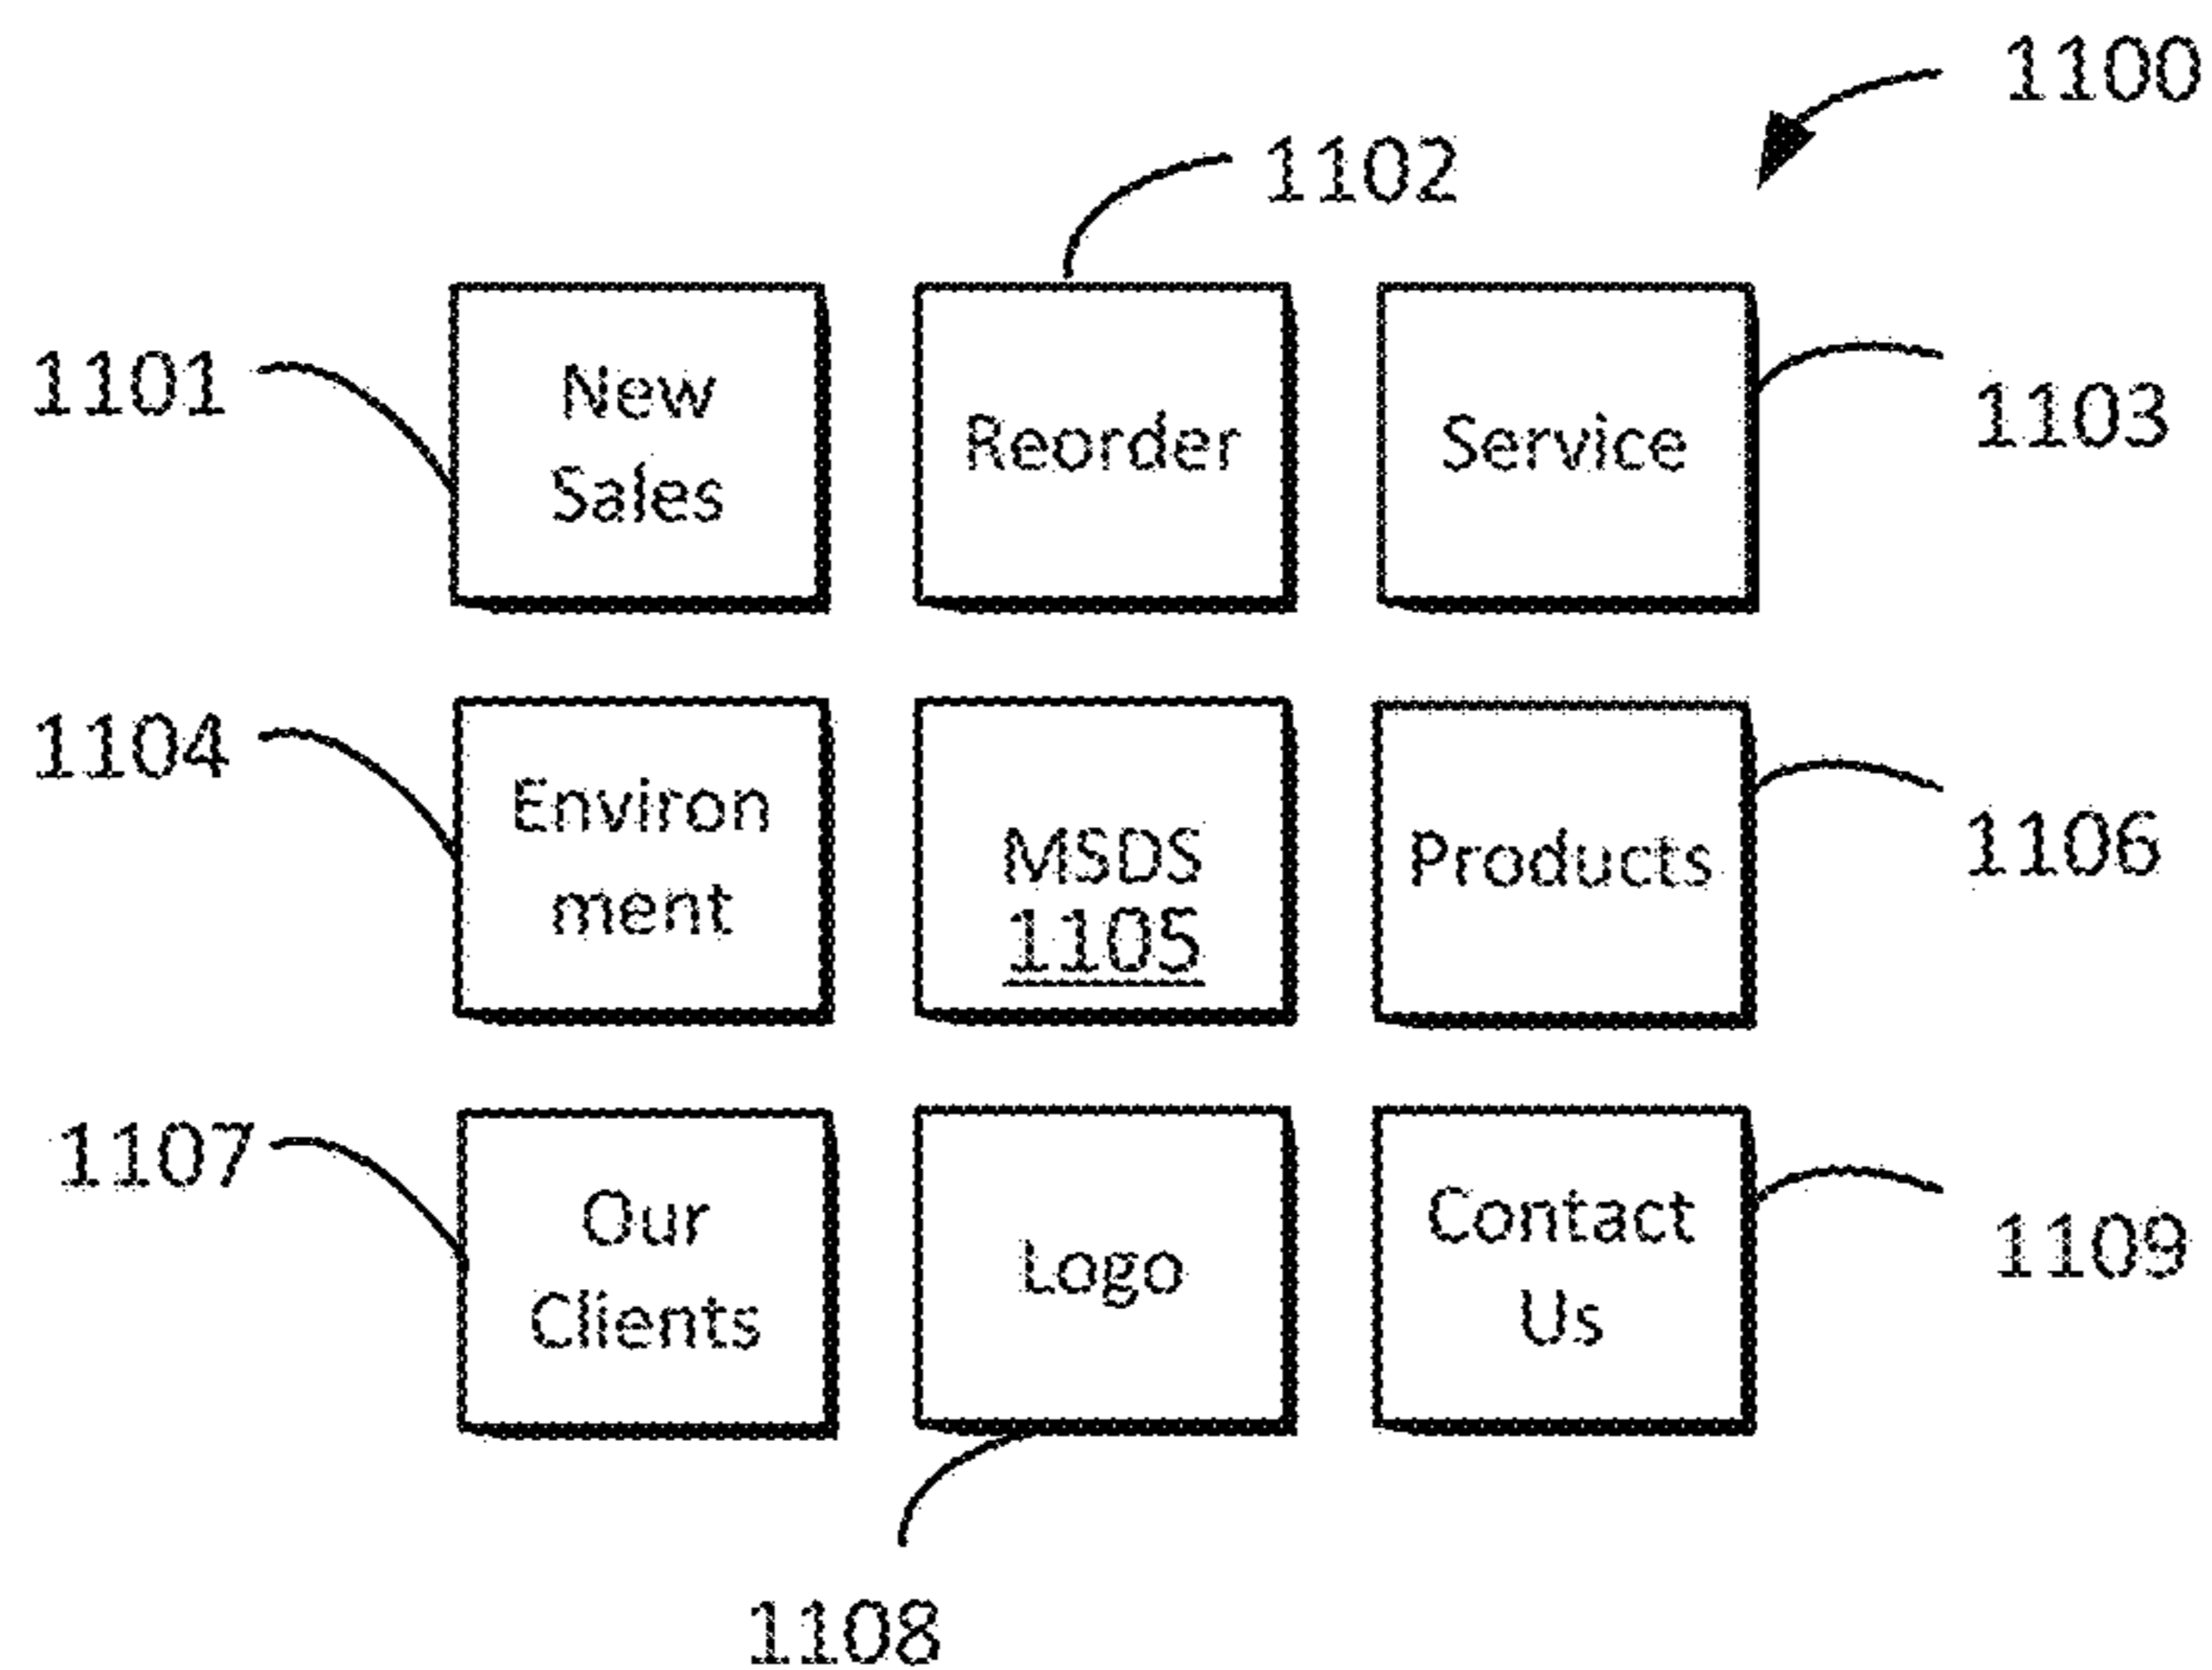 1100
1102
1101
New
Sales
Reorder
Service
1103
1104
Environ
ment
MSDS
1105
Products
1106
1107
Our
Clients
Logo
Contact
Us
1109
1108